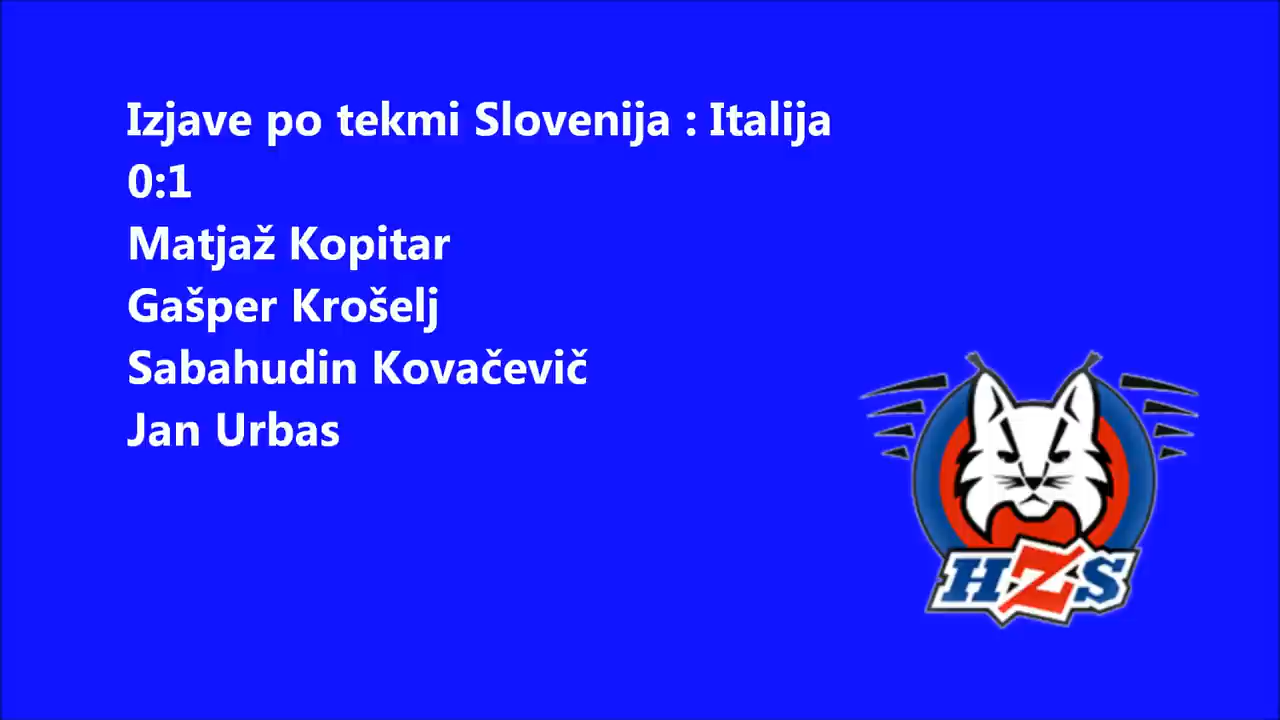 Izjave po tekmi Slovenija : Italija
0:1
Matjaž Kopitar
Gašper Krošelj
Sabahudin Kovačevič
Jan Urbas
HZS